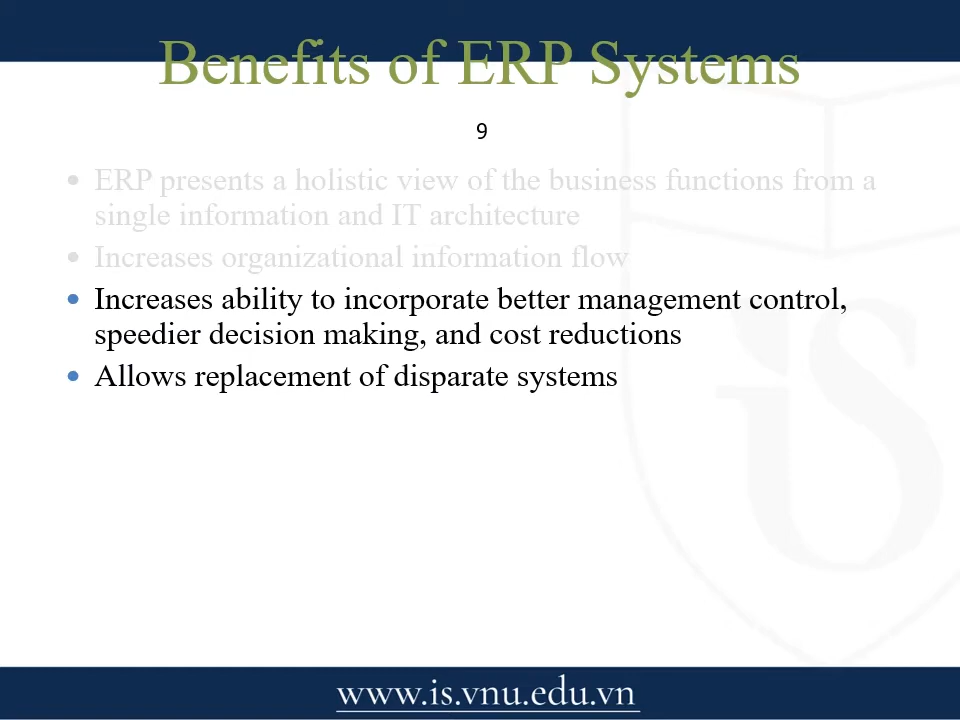 Benefits of ERP Systems
9
• ERP presents a holistic view of the business functions from a
single information and IT architecture
• Increases organizational information flow
• Increases ability to incorporate better management control,
speedier decision making, and cost reductions
• Allows replacement of disparate systems
iS
www.is.vnu.edu.vn